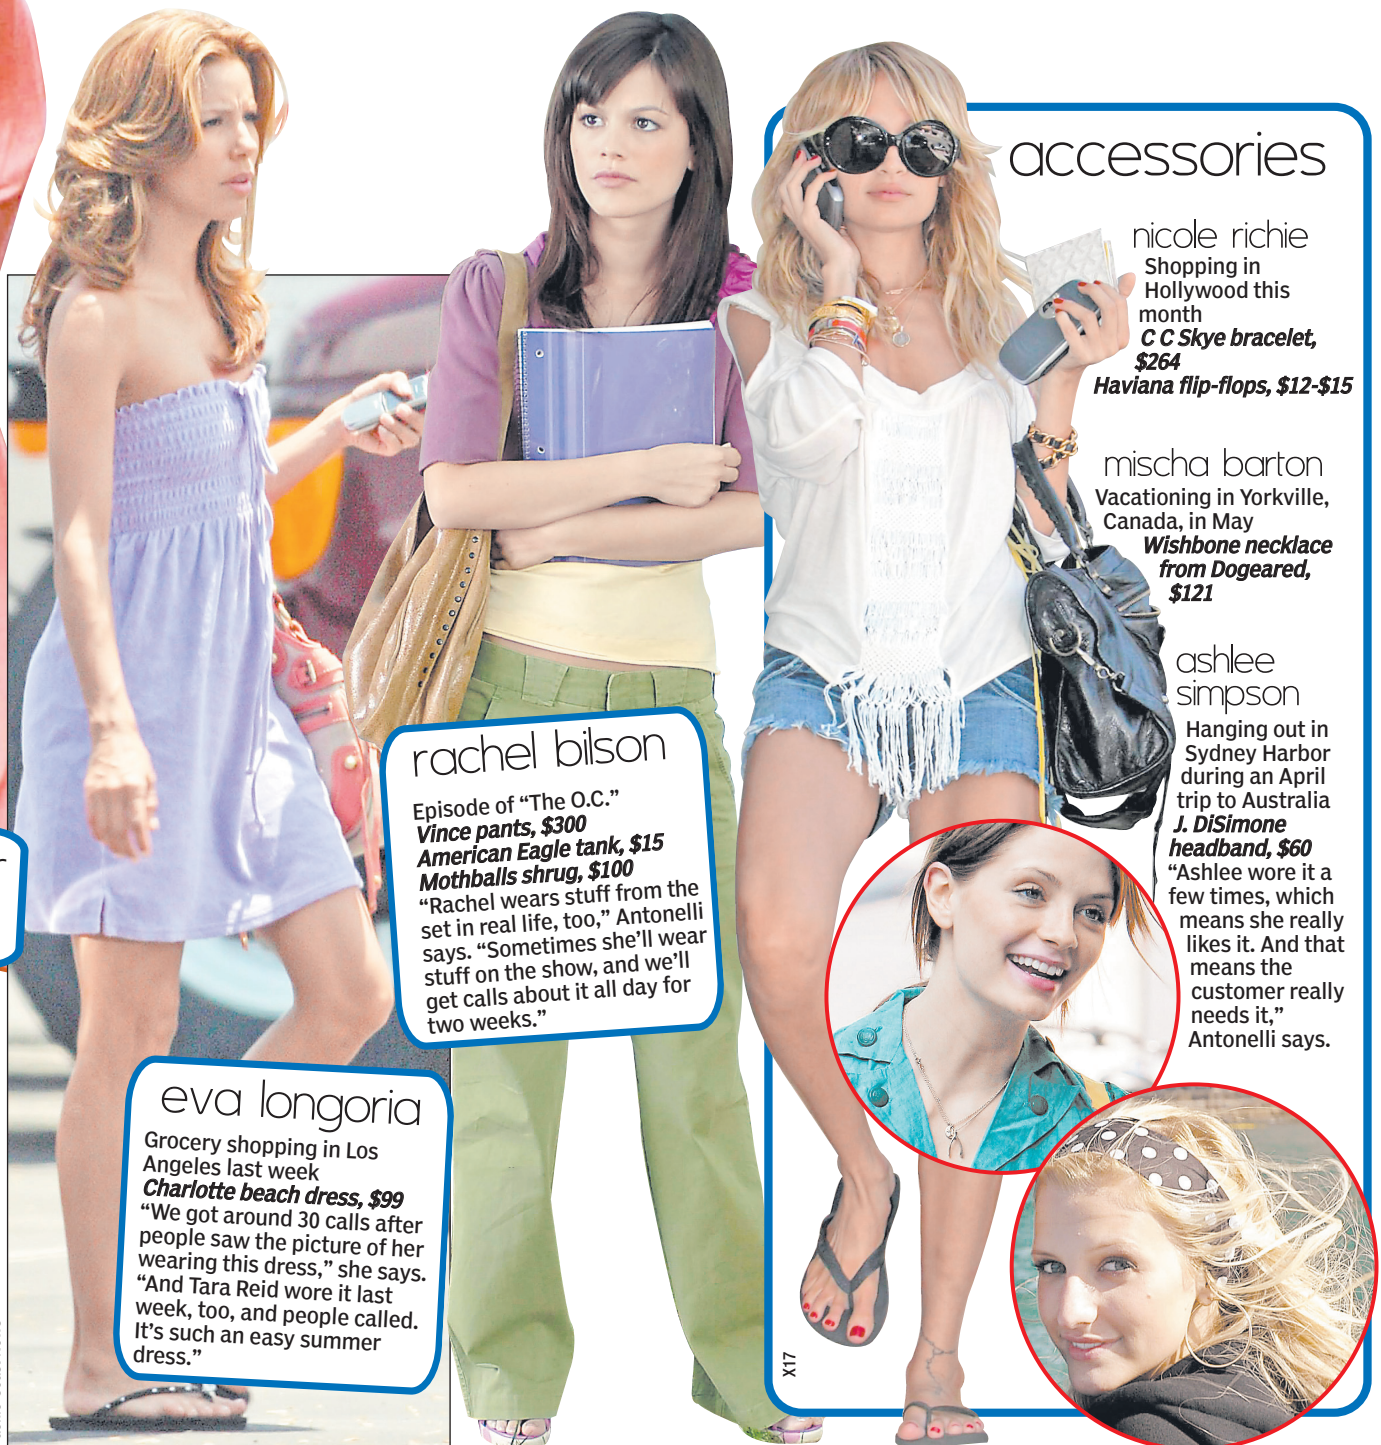 eva longoria
Grocery shopping in Los
Angeles last week
Charlotte beach dress, $99
“We got around 30 calls after
people saw the picture of her
wearing this dress,” she says.
“And Tara Reid wore it last
week, too, and people called.
It’s such an easy summer
dress.”
rachel bilson
Episode of “The O.C.”
Vince pants, $300
American Eagle tank, $15
Mothballs shrug, $100
“Rachel wears stuff from the
set in real life, too,” Antonelli
says. “Sometimes she’ll wear
stuff on the show, and we’ll
get calls about it all day for
two weeks.”
accessories
nicole richie
Shopping in
Hollywood this
month
C C Skye bracelet,
$264
Haviana flip-flops, $12-$15
mischa barton
Vacationing in Yorkville,
Canada, in May
Wishbone necklace
from Dogeared,
$121
ashlee
simpson
Hanging out in
Sydney Harbor
during an April
trip to Australia
J. DiSimone
headband, $60
“Ashlee wore it a
few times, which
means she really
likes it. And that
means the
customer really
needs it,”
Antonelli says.
X17